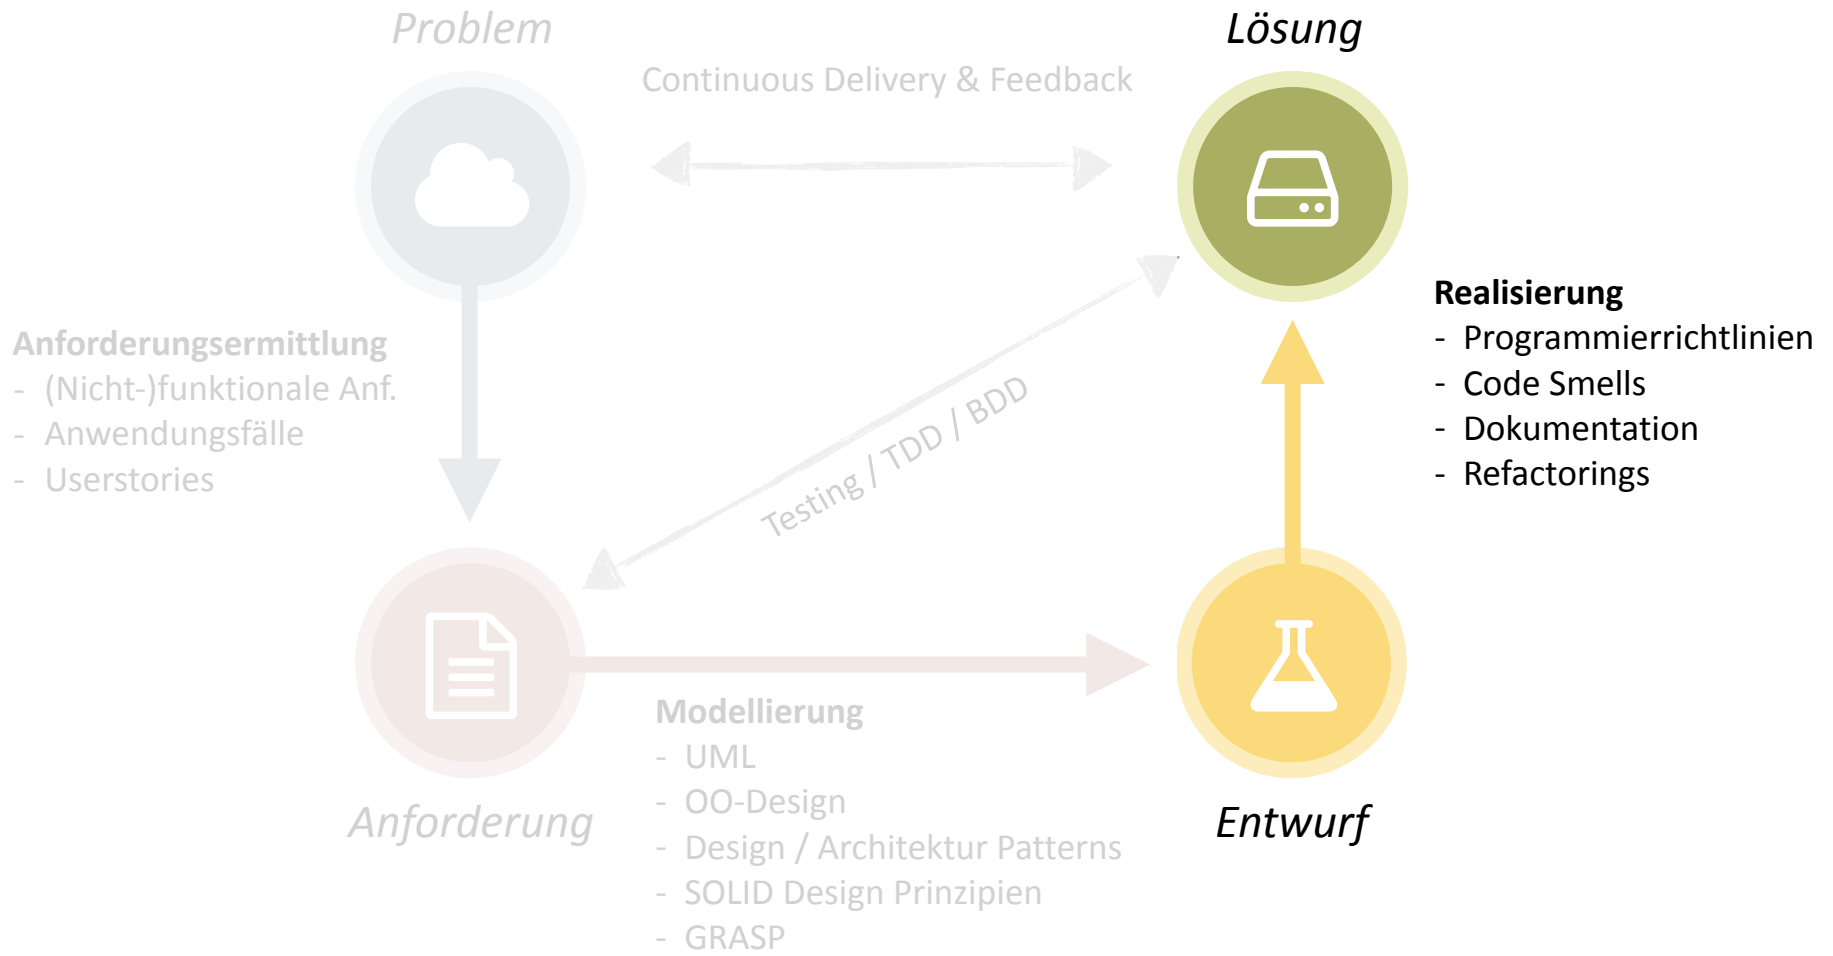 Problem
Lösung
Continuous Delivery & Feedback
Anforderungsermittlung
- (Nicht-)funktionale Anf.
- Anwendungsfälle
- Userstories
Realisierung
- Programmierrichtlinien
- Code Smells
- Dokumentation
- Refactorings
Testing / TDD / BDD
Modellierung
- UML
- OO-Design
- Design / Architektur Patterns
- SOLID Design Prinzipien
- GRASP
Anforderung
Entwurf